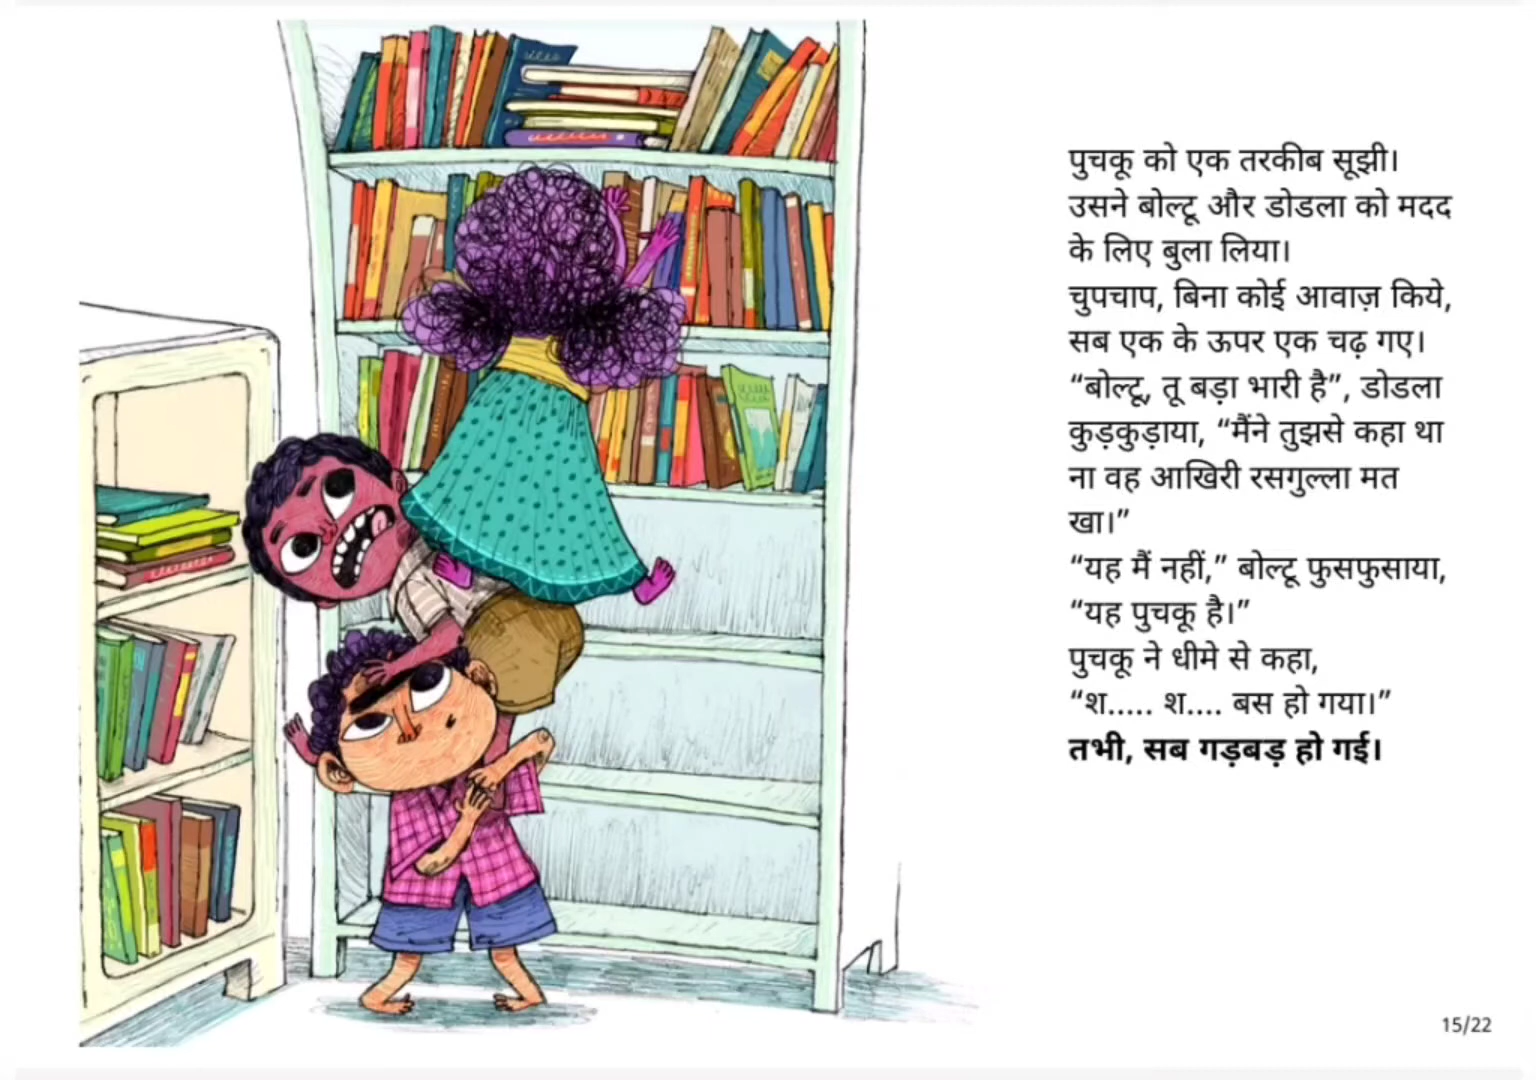 पुचकू को एक तरकीब सूझी।
उसने बोल्टू और डोडला को मदद
के लिए बुला लिया।
चुपचाप, बिना कोई आवाज़ किये,
सब एक के ऊपर एक चढ़ गए।
“बोल्टू, तू बड़ा भारी है”, डोडला
कुड़कुड़ाया, “मैंने तुझसे कहा था
ना वह आखिरी रसगुल्ला मत
खा।”
“यह मैं नहीं,” बोल्टू फुसफुसाया,
“यह पुचकू है।”
पुचकू ने धीमे से कहा,
“श..... श.... बस हो गया।”
तभी, सब गड़बड़ हो गई।
15/22